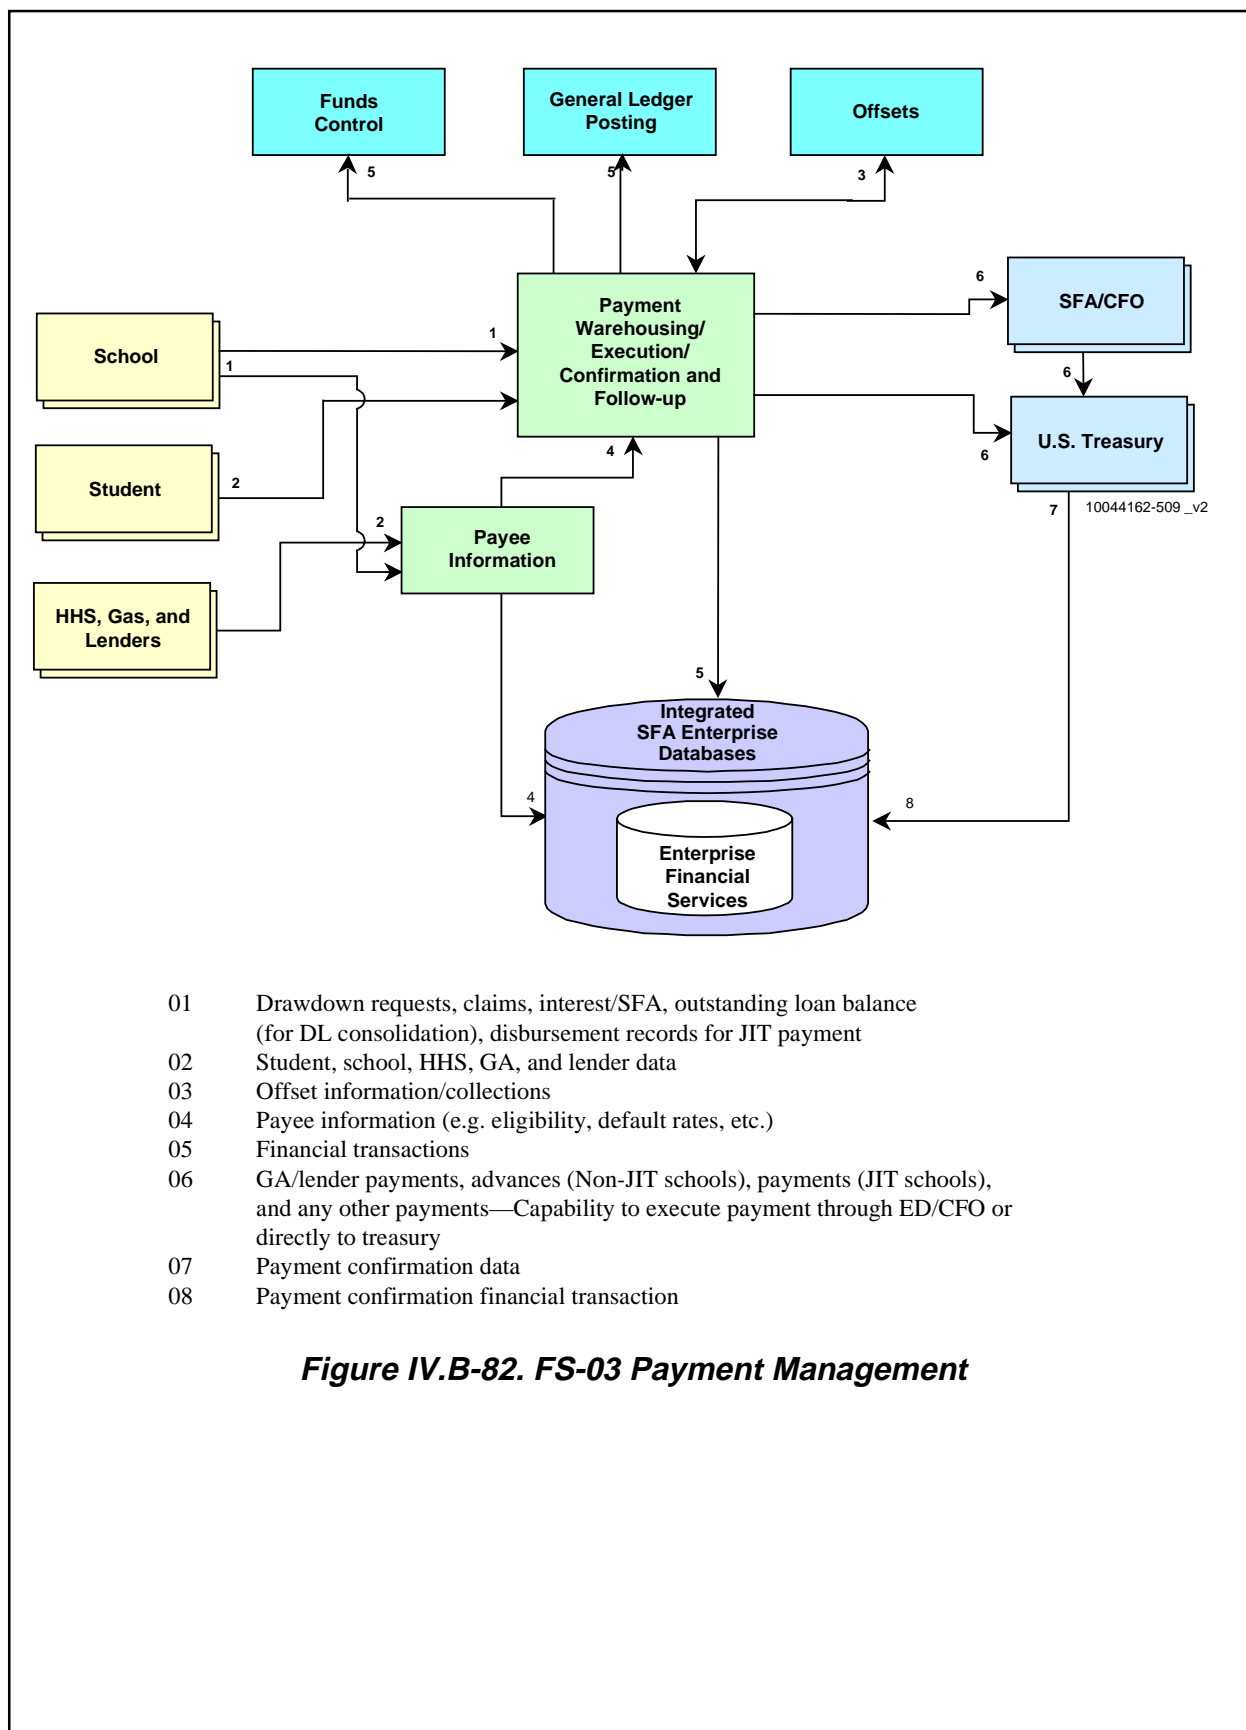 Funds
Control
General Ledger
Posting
Offsets
5
5
3
Payment
Warehousing/
Execution/
Confirmation and
Follow-up
6
SFA/CFO
School
1
1
6
6
U.S. Treasury
10044162-509 _v2
7
4
Student
2
2
Payee
Information
HHS, Gas, and
Lenders
5
Integrated
SFA Enterprise
Databases
4
8
Enterprise
Financial
Services
01 Drawdown requests, claims, interest/SFA, outstanding loan balance
(for DL consolidation), disbursement records for JIT payment
02 Student, school, HHS, GA, and lender data
03 Offset information/collections
04 Payee information (e.g. eligibility, default rates, etc.)
05 Financial transactions
06 GA/lender payments, advances (Non-JIT schools), payments (JIT schools),
and any other payments—Capability to execute payment through ED/CFO or
directly to treasury
07 Payment confirmation data
08 Payment confirmation financial transaction
Figure IV.B-82. FS-03 Payment Management